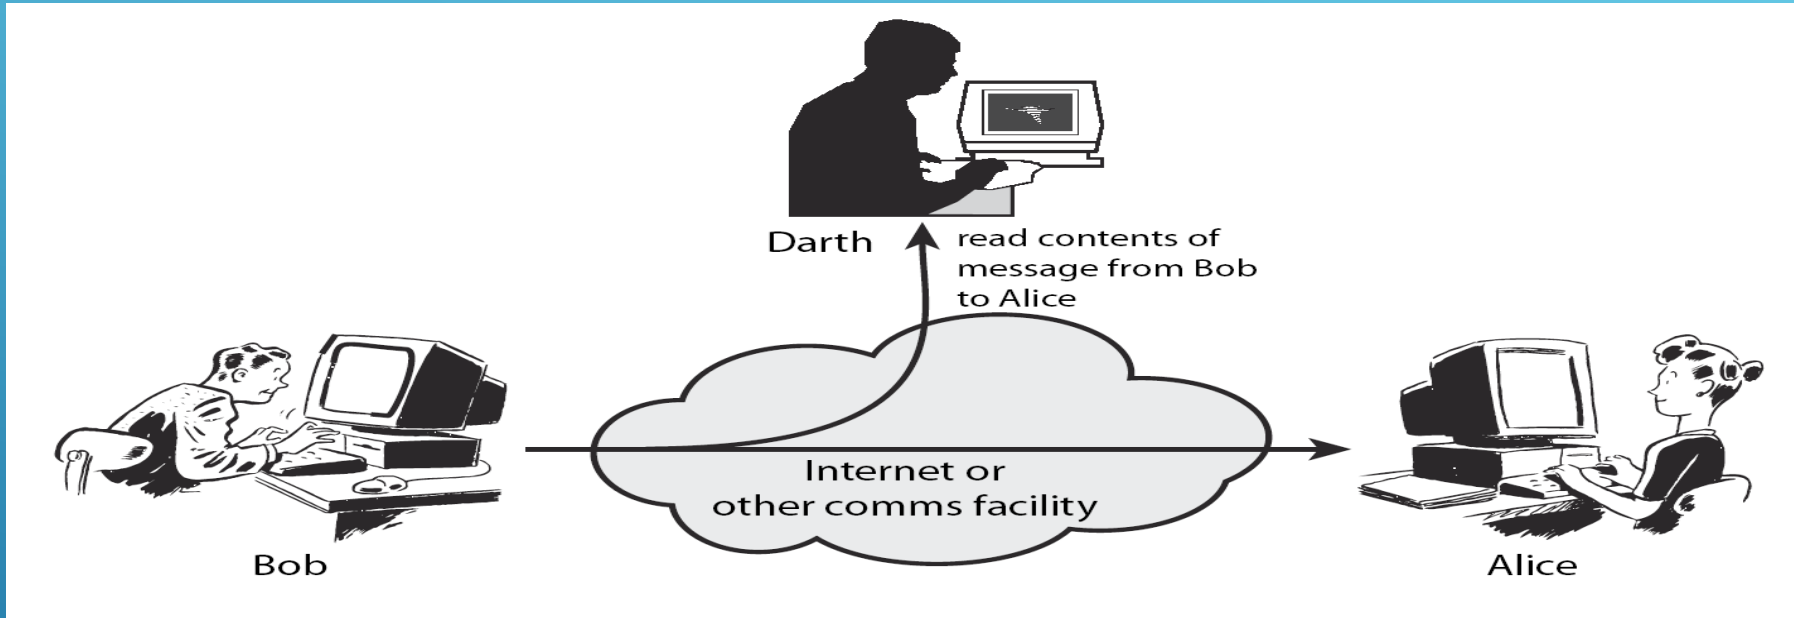 Darth
read contents of
message from Bob
to Alice
Internet or
other comms facility
Bob
Alice